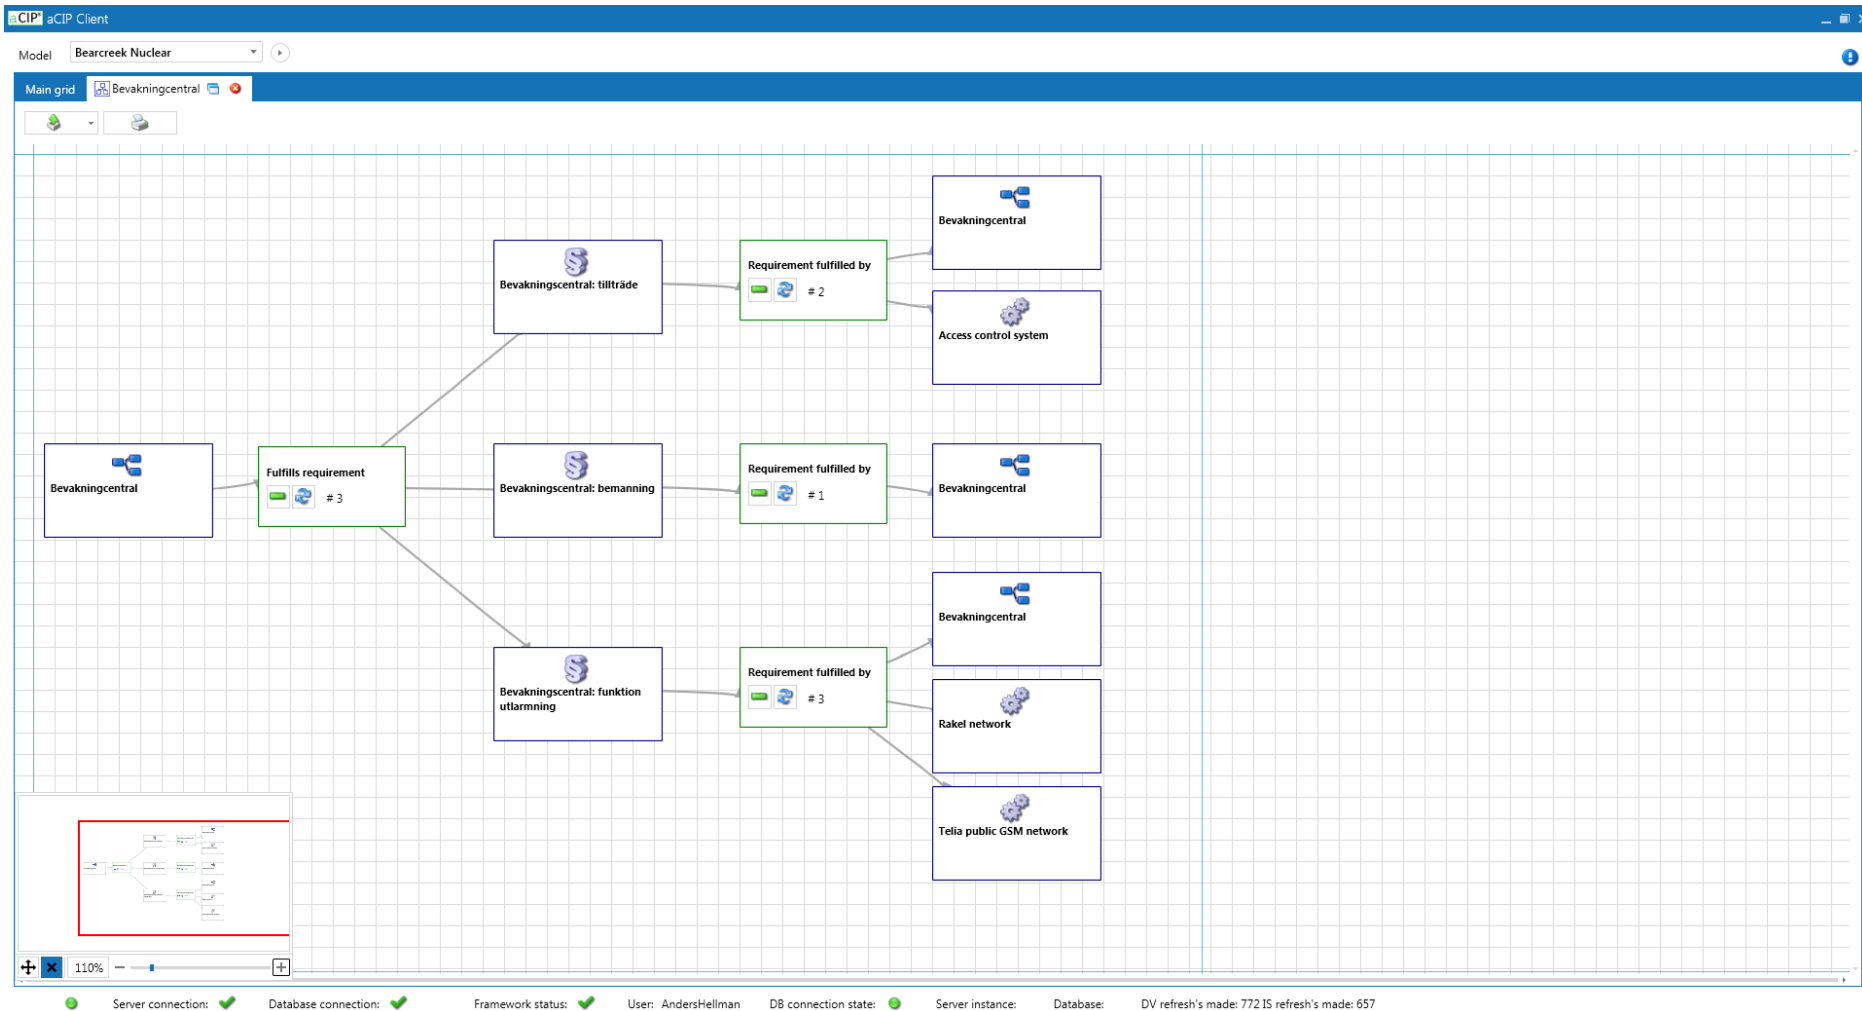 aCIP* aCIP Client
Model Bearcreek Nuclear
Main grid Bevakningcentral
Bevakningcentral
Bevakningscentral: tillträde
Requirement fulfilled by
# 2
Access control system
Bevakningcentral
Fulfills requirement
# 3
Bevakningscentral: bemanning
Requirement fulfilled by
# 1
Bevakningcentral
Bevakningcentral
Bevakningscentral: funktion
utlarmning
Requirement fulfilled by
# 3
Rakel network
Telia public GSM network
110%
Server connection: Database connection: Framework status: User: AndersHellman DB connection state: Server instance: Database: DV refresh's made: 772 IS refresh's made: 657